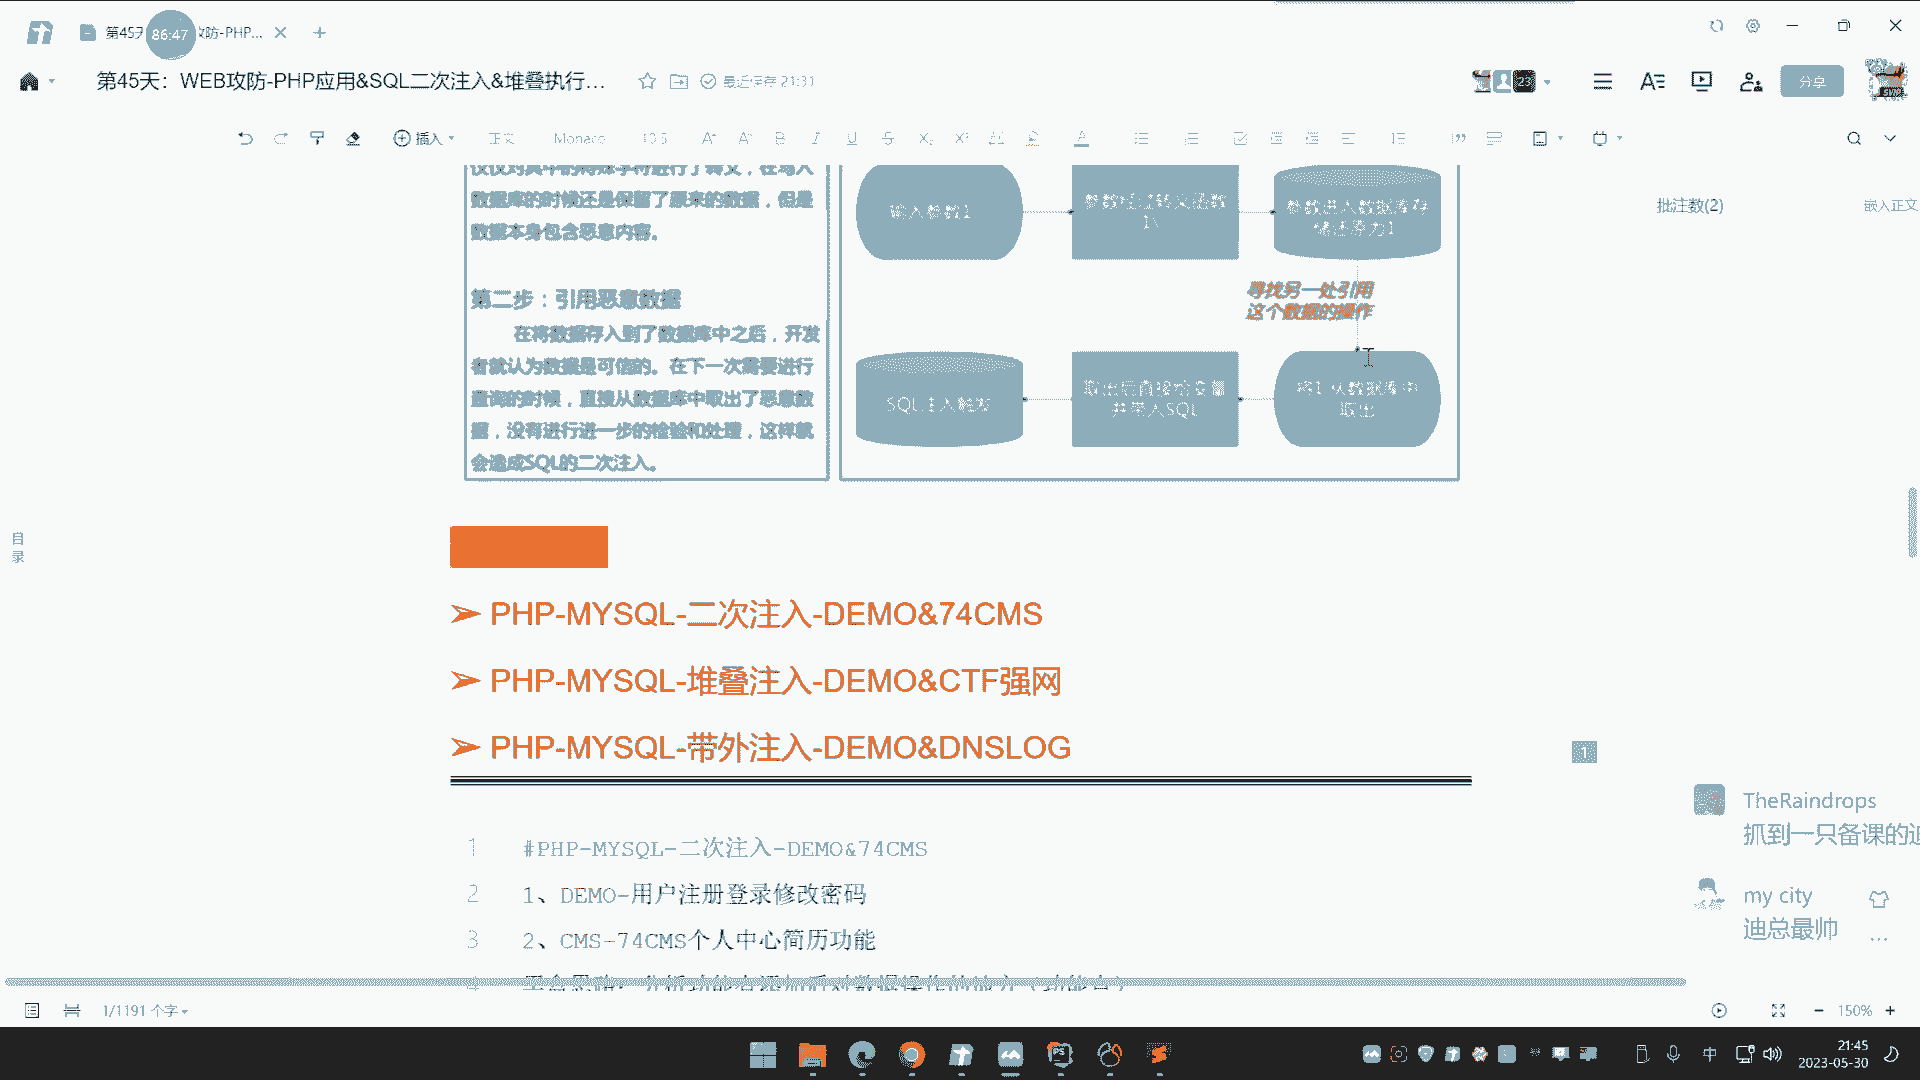 86:47
第45天：WEB攻防-PHP应用&SQL二次注入&堆叠执行...
最近保存 21:31
分享
插入
正文
Monaco
10.5
数据库的时候还是保留了原来的数据，但是
数据本身包含恶意内容。
第二步：引用恶意数据
在将数据存入到了数据库中之后，开发
者就认为数据是可信的。在下一次需要进行
查询的时候，直接从数据库中取出了恶意数
据，没有进行进一步的检验和处理，这样就
会造成SQL的二次注入。
输入参数1
参数经过转义函数
1\
参数进入数据库存
储还原为1
寻找另一处引用
这个数据的操作
将1 从数据库中
取出
取出后直接给变量
并带入SQL
SQL注入触发
批注数(2)
嵌入正文
目
录
➢ PHP-MYSQL-二次注入-DEMO&74CMS
➢ PHP-MYSQL-堆叠注入-DEMO&CTF强网
➢ PHP-MYSQL-带外注入-DEMO&DNSLOG
1
1 #PHP-MYSQL-二次注入-DEMO&74CMS
2 1、DEMO-用户注册登录修改密码
3 2、CMS-74CMS个人中心简历功能
TheRaindrops
抓到一只备课的迪
my city
迪总最帅
...
1/1191 个字
150%
中
21:45
2023-05-30